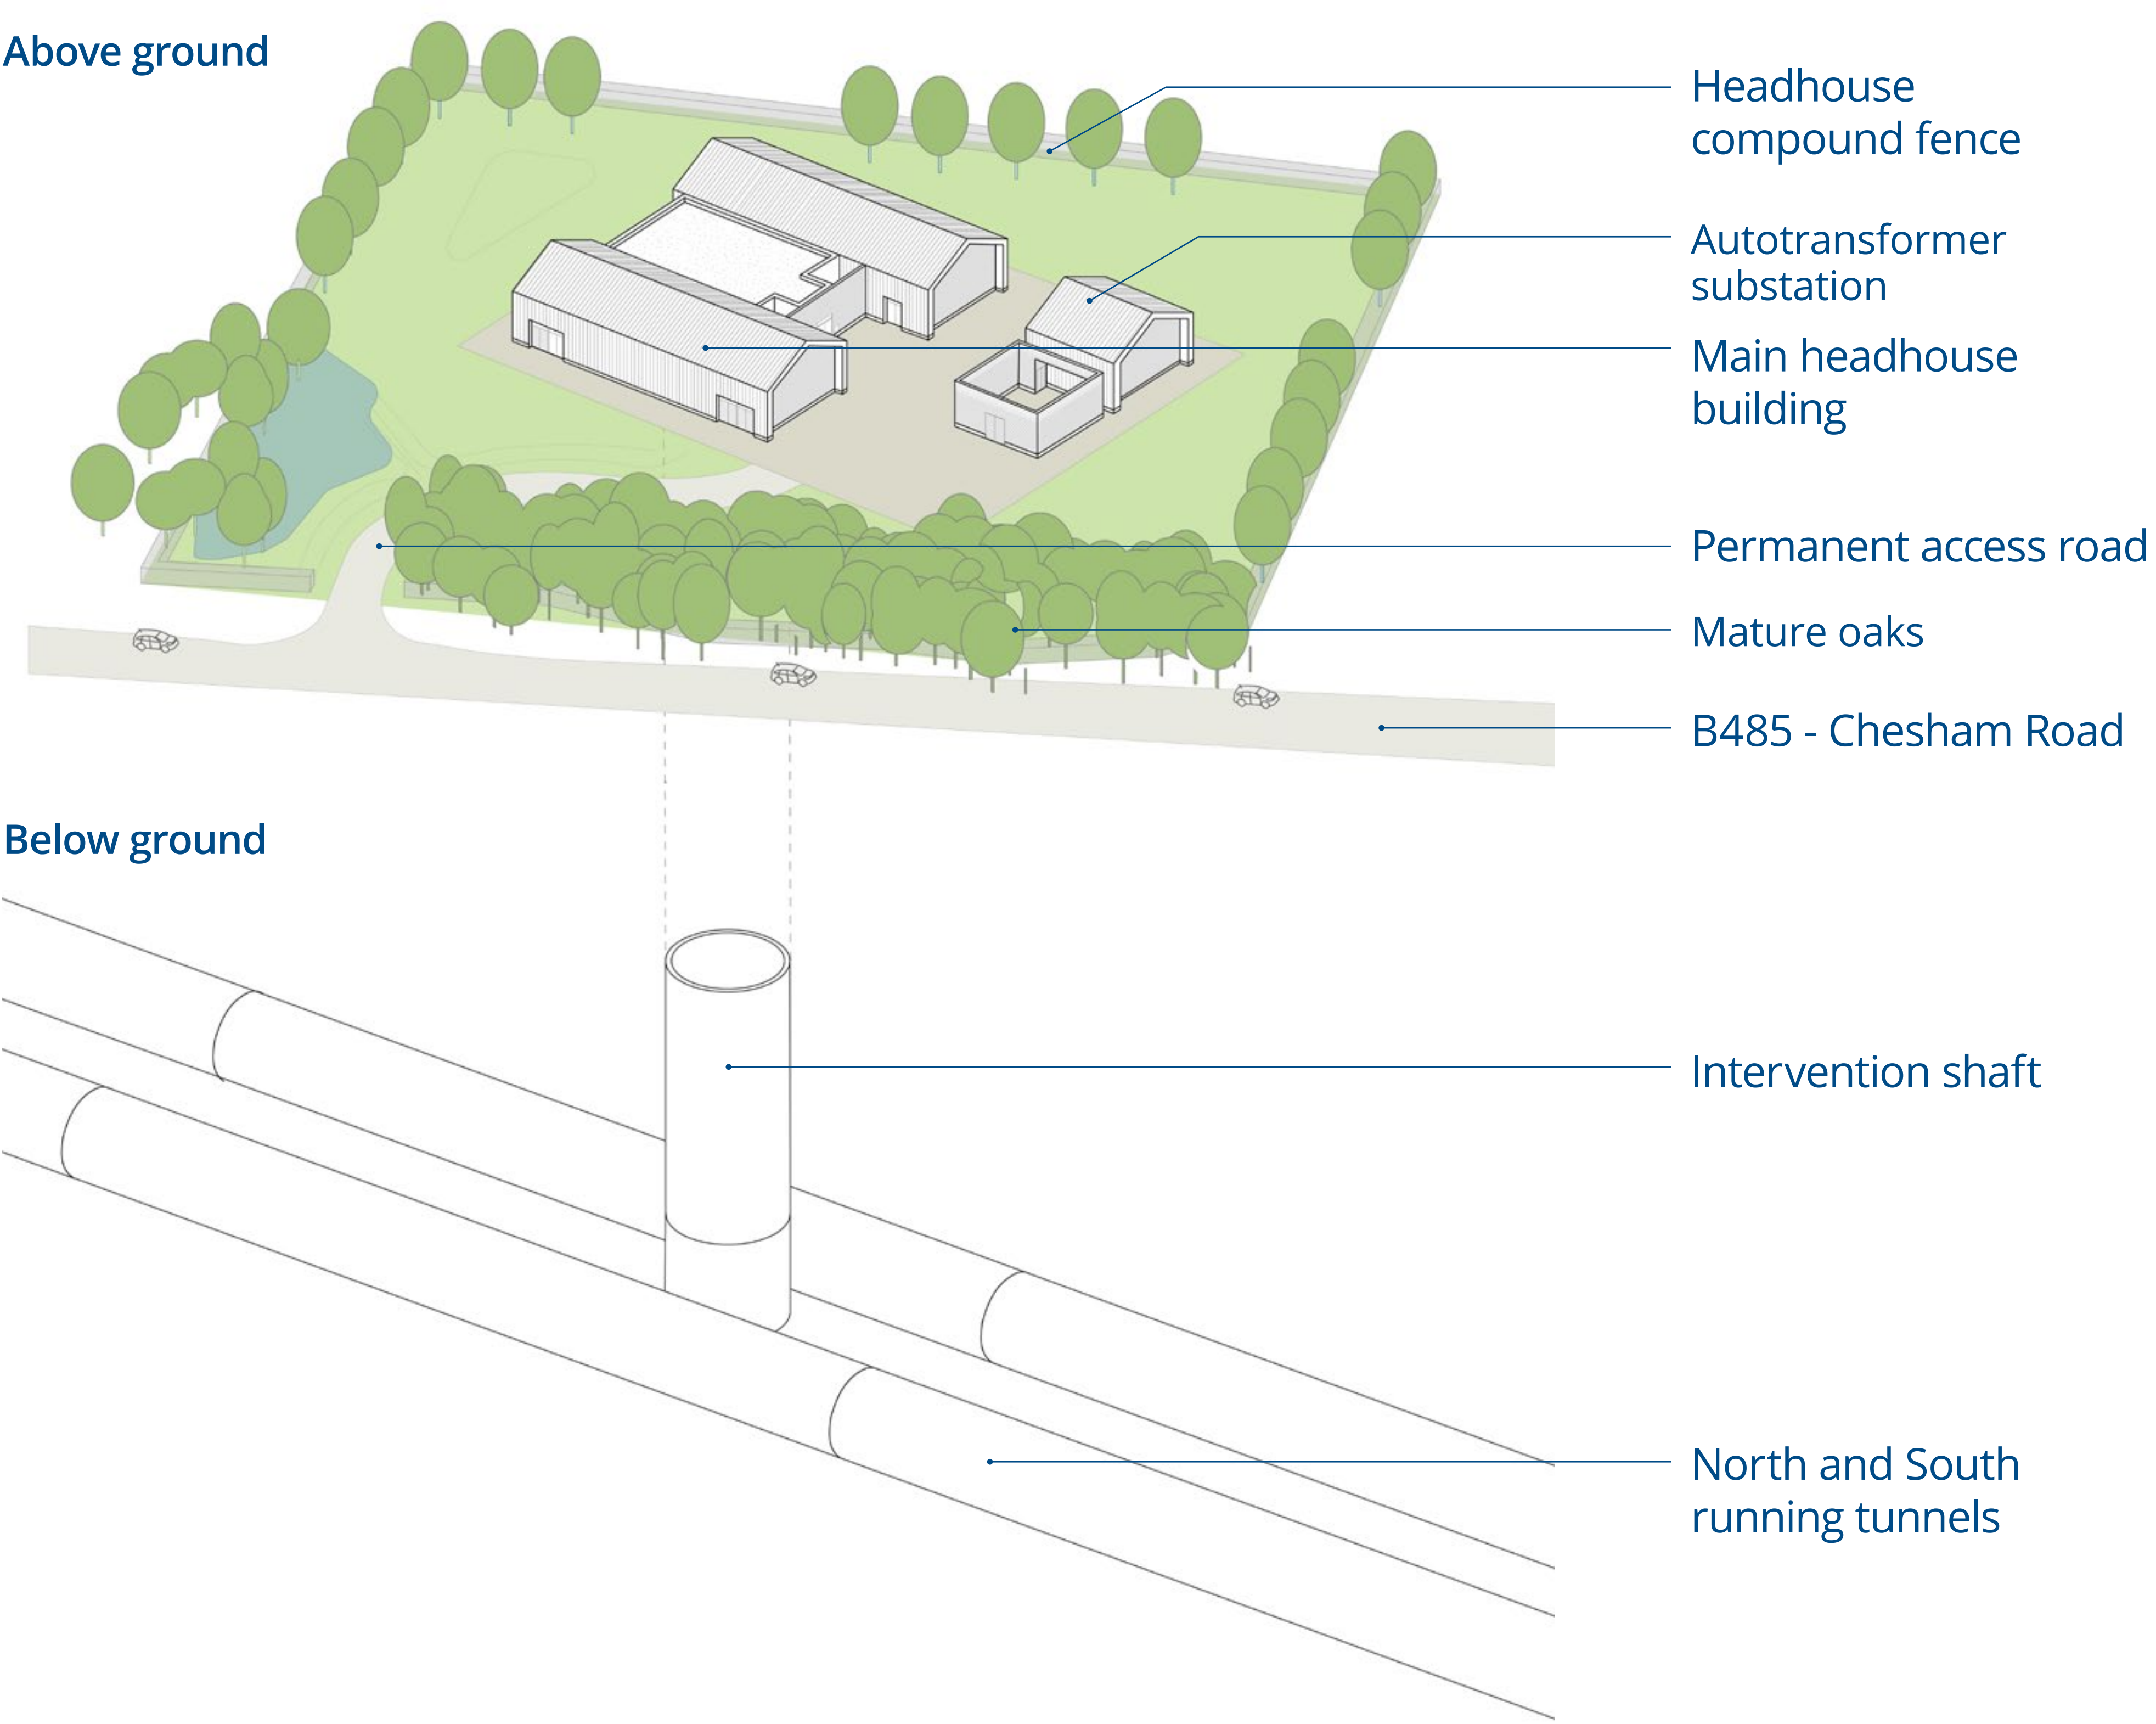 Above ground
Headhouse
compound fence
Autotransformer
substation
Main headhouse
building
Permanent access road
Mature oaks
B485 - Chesham Road
Below ground
Intervention shaft
North and South
running tunnels